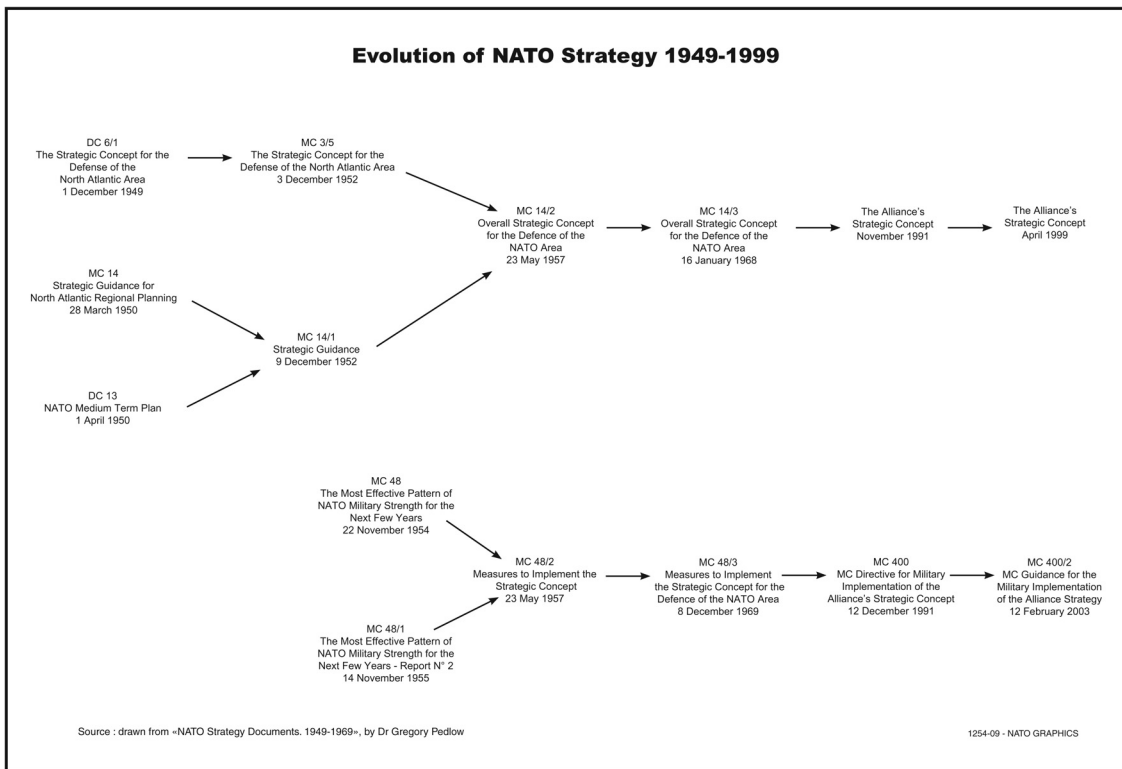 Evolution of NATO Strategy 1949-1999
DC 6/1
The Strategic Concept for the
Defense of the
North Atlantic Area
1 December 1949
MC 3/5
The Strategic Concept for the
Defense of the North Atlantic Area
3 December 1952
MC 14/2
Overall Strategic Concept
for the Defence of the
NATO Area
23 May 1957
MC 14/3
Overall Strategic Concept
for the Defence of the
NATO Area
16 January 1968
The Alliance's
Strategic Concept
November 1991
The Alliance's
Strategic Concept
April 1999
MC 14
Strategic Guidance for
North Atlantic Regional Planning
28 March 1950
MC 14/1
Strategic Guidance
9 December 1952
DC 13
NATO Medium Term Plan
1 April 1950
MC 48
The Most Effective Pattern of
NATO Military Strength for the
Next Few Years
22 November 1954
MC 48/2
Measures to Implement the
Strategic Concept
23 May 1957
MC 48/3
Measures to Implement
the Strategic Concept for the
Defence of the NATO Area
8 December 1969
MC 400
MC Directive for Military
Implementation of the
Alliance's Strategic Concept
12 December 1991
MC 400/2
MC Guidance for the
Military Implementation
of the Alliance Strategy
12 February 2003
MC 48/1
The Most Effective Pattern of
NATO Military Strength for the
Next Few Years - Report N° 2
14 November 1955
Source : drawn from «NATO Strategy Documents. 1949-1969», by Dr Gregory Pedlow
1254-09 - NATO GRAPHICS